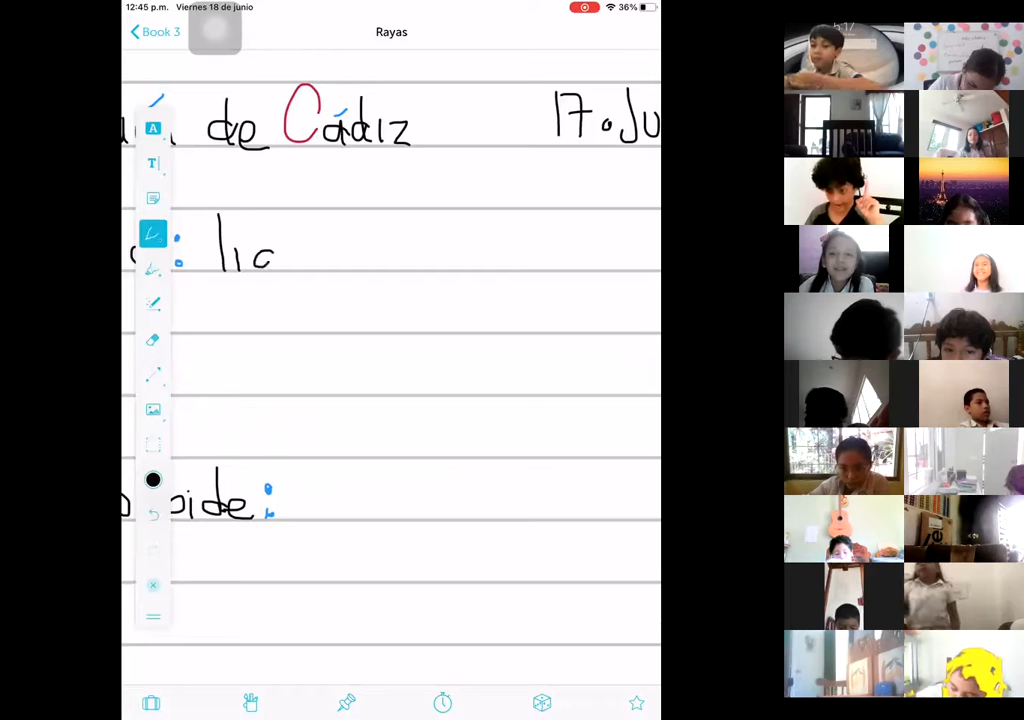 12:45 p.m. Viernes 18 de junio 36%
Book 3 Rayas
de Cádiz 17. Ju
: lic
pide: